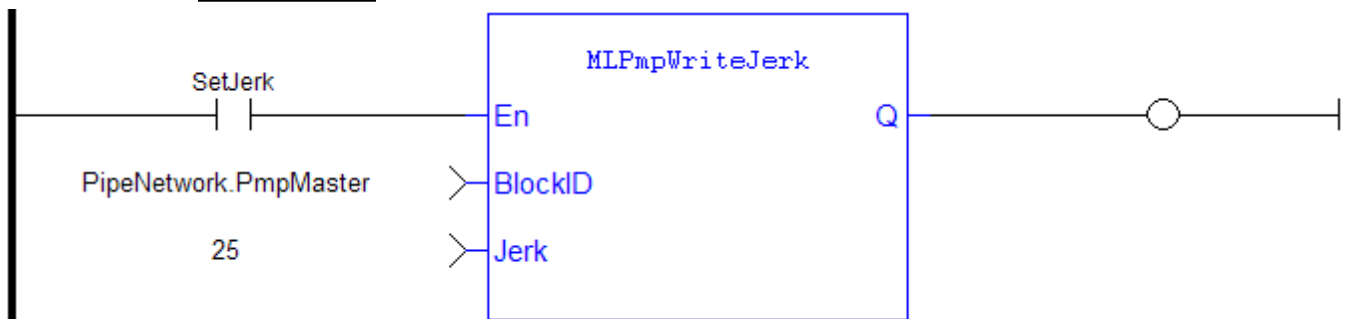 MLPmpWriteJerk
SetJerk
En
Q
PipeNetwork.PmpMaster
BlockID
25
Jerk